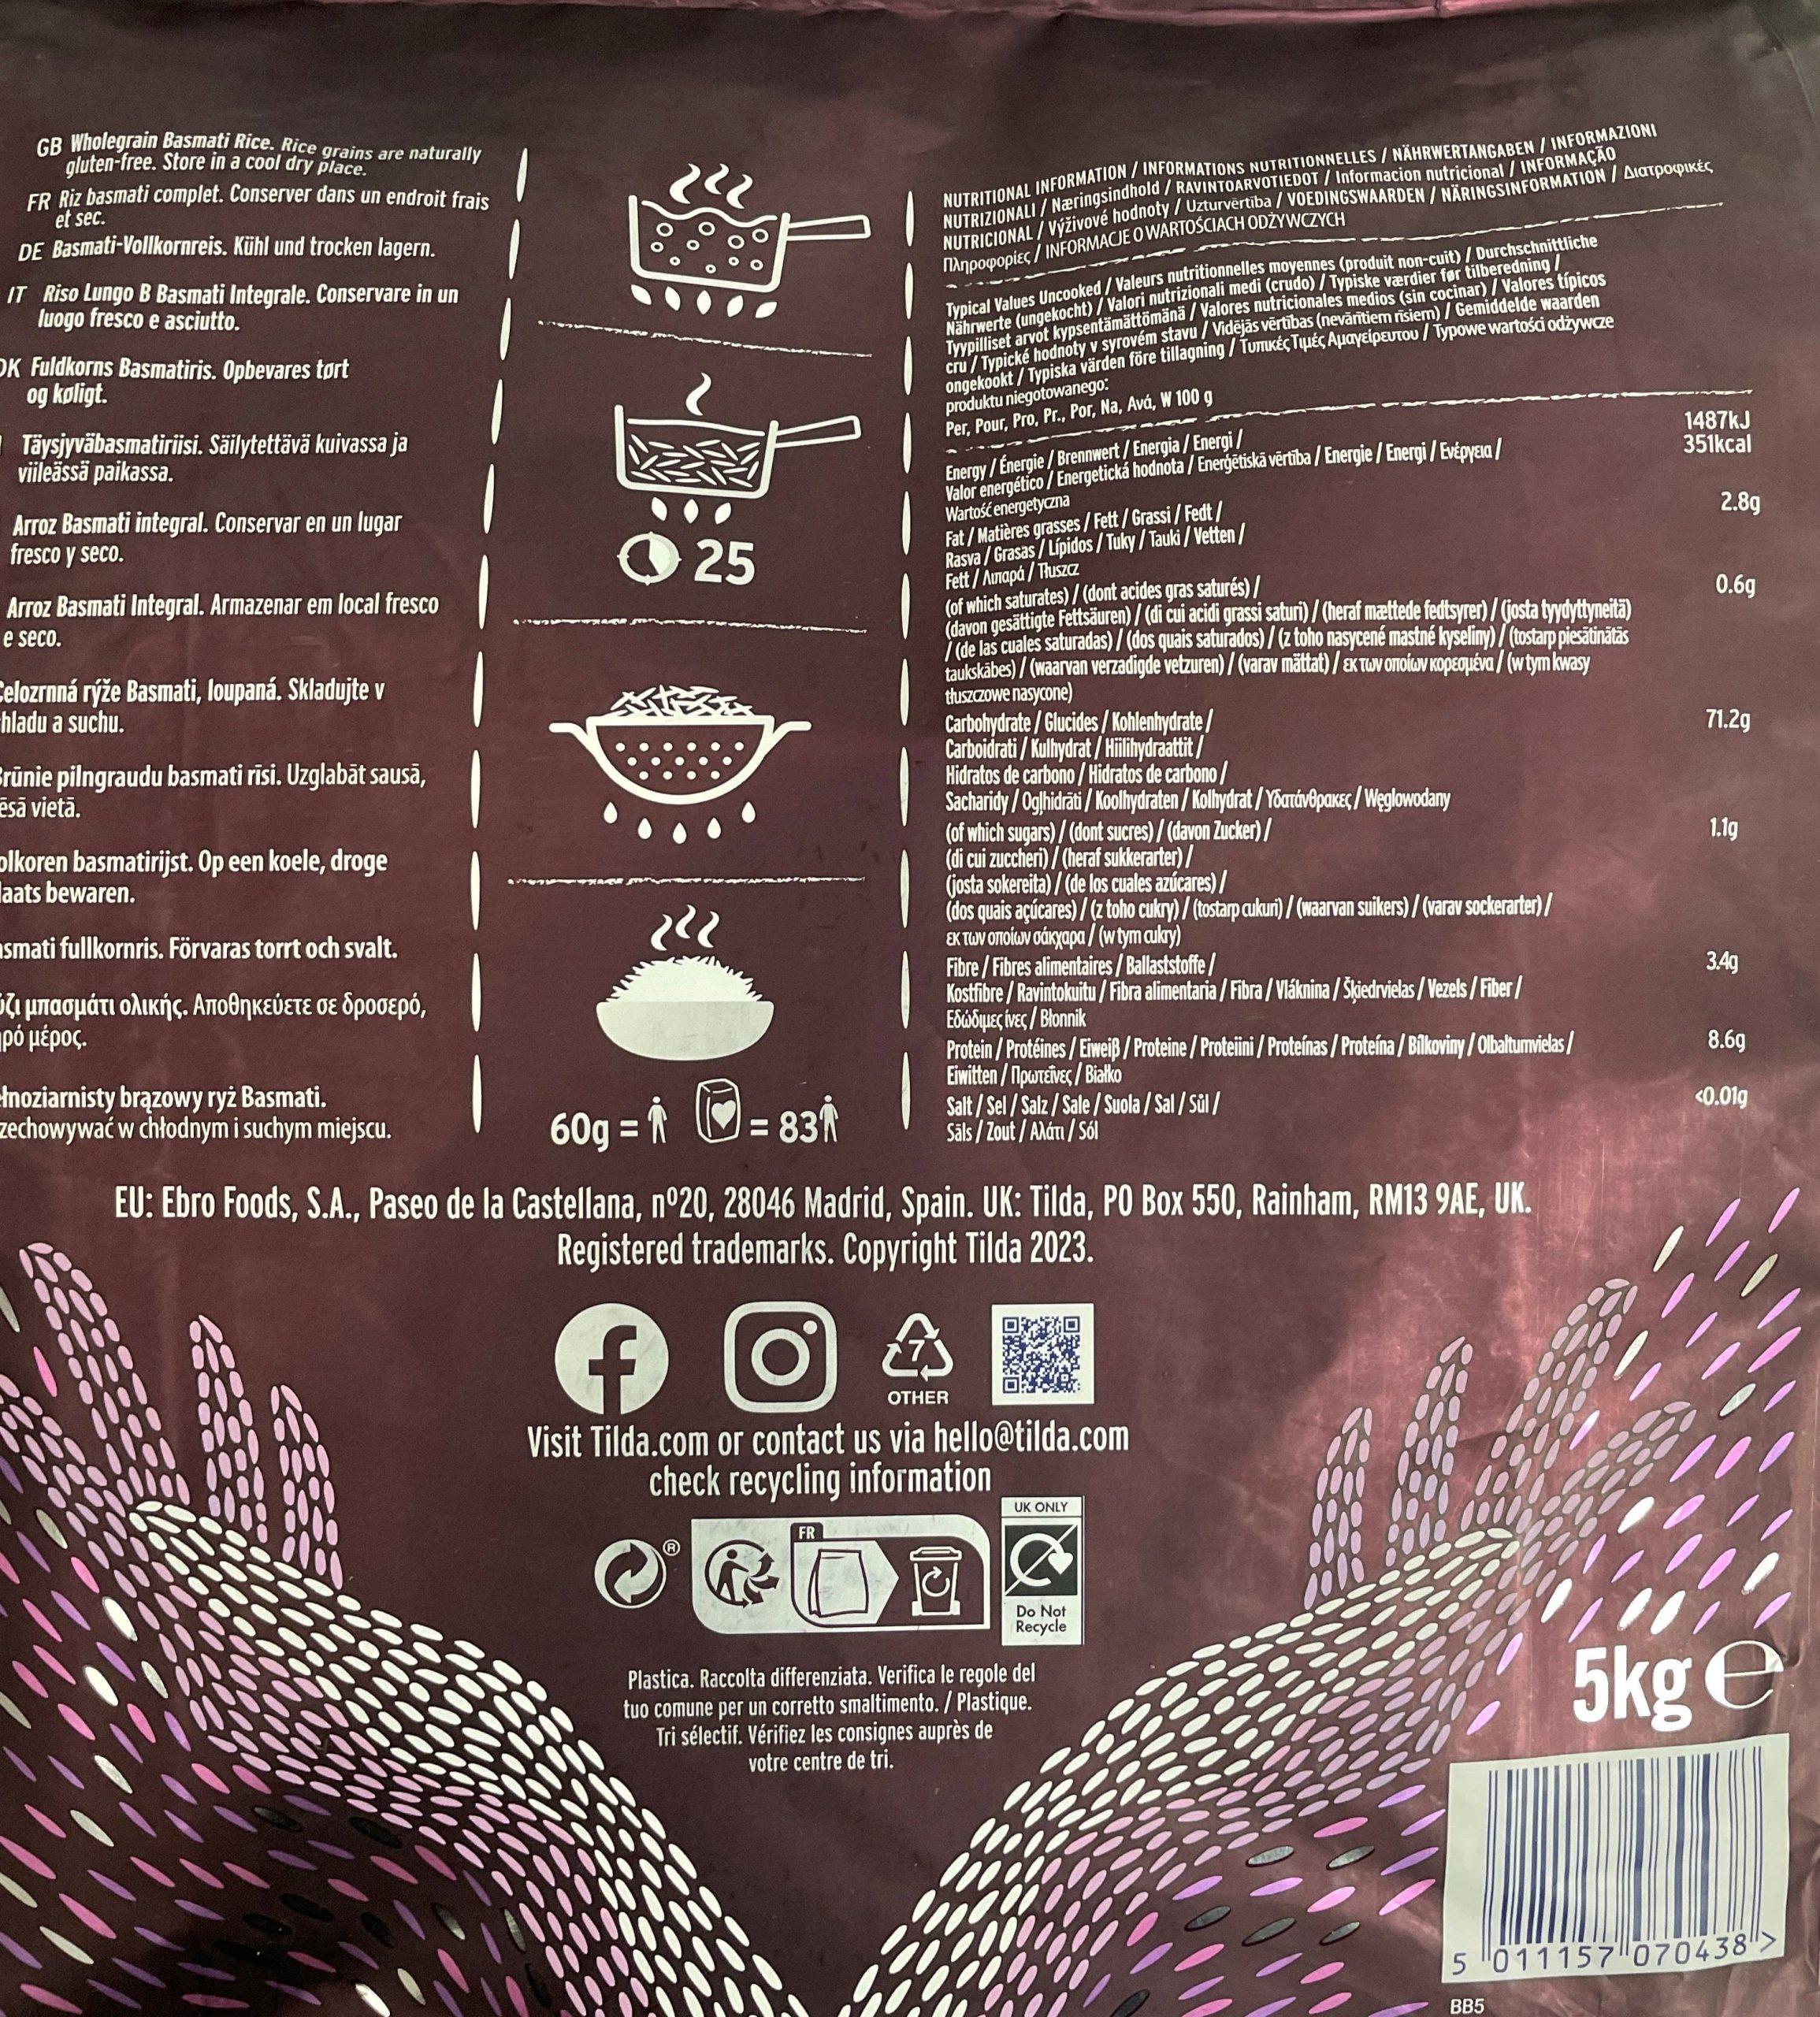 GB Wholegrain Basmati Rice. Rice grains are naturally
gluten-free. Store in a cool dry place.
FR Riz basmati complet. Conserver dans un endroit frais
et sec.
DE Basmati-Vollkornreis. Kühl und trocken lagern.
IT Riso Lungo B Basmati Integrale. Conservare in un
luogo fresco e asciutto.
DK Fuldkorns Basmatiris. Opbevares tørt
og køligt.
Täysjyväbasmatiriisi. Säilytettävä kuivassa ja
viileässä paikassa.
Arroz Basmati integral. Conservar en un lugar
fresco y seco.
Arroz Basmati Integral. Armazenar em local fresco
e seco.
rýže Basmati, loupaná. Skladujte v
a suchu.
pilngraudu basmati rīsi. Uzglabāt sausā,
vietā.
basmatirijst. Op een koele, droge
bewaren.
fullkornris. Förvaras torrt och svalt.
μπασμάτι ολικής. Αποθηκεύετε σε δροσερό,
μέρος.
brązowy ryż Basmati.
w chłodnym i suchym miejscu.
25
60g = = 83
NUTRITIONAL INFORMATION / INFORMATIONS NUTRITIONNELLES / NÄHRWERTANGABEN / INFORMAZIONI
NUTRIZIONALI / Næringsindhold / RAVINTOARVOTIEDOT / Informacion nutricional / INFORMAÇÃO
NUTRICIONAL / Výživové hodnoty / Uzturvērtība / VOEDINGSWAARDEN / NÄRINGSINFORMATION / Διατροφικές
Πληροφορίες / INFORMACJE O WARTOŚCIACH ODŻYWCZYCH
Typical Values Uncooked / Valeurs nutritionnelles moyennes (produit non-cuit) / Durchschnittliche
Nährwerte (ungekocht) / Valori nutrizionali medi (crudo) / Typiske værdier før tilberedning /
Tyypilliset arvot kypsentämättömänä / Valores nutricionales medios (sin cocinar) / Valores típicos
cru / Typické hodnoty v syrovém stavu / Vidējās vērtības (nevārītiem rīsiem) / Gemiddelde waarden
ongekookt / Typiska värden före tillagning / Τυπικές Τιμές Αμαγείρευτου / Typowe wartości odżywcze
produktu niegotowanego:
Per, Pour, Pro, Pr., Por, Na, Ανά, W 100 g
Energy / Énergie / Brennwert / Energia / Energi / 1487kJ
Valor energético / Energetická hodnota / Enerģētiskā vērtība / Energie / Energi / Ενέργεια / 351kcal
Wartość energetyczna
Fat / Matières grasses / Fett / Grassi / Fedt / 2.8g
Rasva / Grasas / Lípidos / Tuky / Tauki / Vetten /
Fett / Λιπαρά / Tłuszcz
(of which saturates) / (dont acides gras saturés) / 0.6g
(davon gesättigte Fettsäuren) / (di cui acidi grassi saturi) / (heraf mættede fedtsyrer) / (josta tyydyttyneitä)
/ (de las cuales saturadas) / (dos quais saturados) / (z toho nasycené mastné kyseliny) / (tostarp piesātinātās
taukskābes) / (waarvan verzadigde vetzuren) / (varav mättat) / εκ των οποίων κορεσμένα / (w tym kwasy
tłuszczowe nasycone)
Carbohydrate / Glucides / Kohlenhydrate / 71.2g
Carboidrati / Kulhydrat / Hiilihydraattit /
Hidratos de carbono / Hidratos de carbono /
Sacharidy / Ogļhidrāti / Koolhydraten / Kolhydrat / Υδατάνθρακες / Węglowodany
(of which sugars) / (dont sucres) / (davon Zucker) / 1.1g
(di cui zuccheri) / (heraf sukkerarter) /
(josta sokereita) / (de los cuales azúcares) /
(dos quais açúcares) / (z toho cukry) / (tostarp cukuri) / (waarvan suikers) / (varav sockerarter) /
εκ των οποίων σάκχαρα / (w tym cukry)
Fibre / Fibres alimentaires / Ballaststoffe / 3.4g
Kostfibre / Ravintokuitu / Fibra alimentaria / Fibra / Vláknina / Šķiedrvielas / Vezels / Fiber /
Εδώδιμες ίνες / Błonnik
Protein / Protéines / Eiweiß / Proteine / Proteiini / Proteínas / Proteína / Bílkoviny / Olbaltumvielas / 8.6g
Eiwitten / Πρωτεΐνες / Białko
Salt / Sel / Salz / Sale / Suola / Sal / Sůl / <0.01g
Sāls / Zout / Αλάτι / Sól
EU: Ebro Foods, S.A., Paseo de la Castellana, nº20, 28046 Madrid, Spain. UK: Tilda, PO Box 550, Rainham, RM13 9AE, UK.
Registered trademarks. Copyright Tilda 2023.
7
OTHER
Visit Tilda.com or contact us via hello@tilda.com
check recycling information
UK ONLY
FR
®
Do Not
Recycle
Plastica. Raccolta differenziata. Verifica le regole del
tuo comune per un corretto smaltimento. / Plastique.
Tri sélectif. Vérifiez les consignes auprès de
votre centre de tri.
5kg e
5 011157 070438 >
BB5